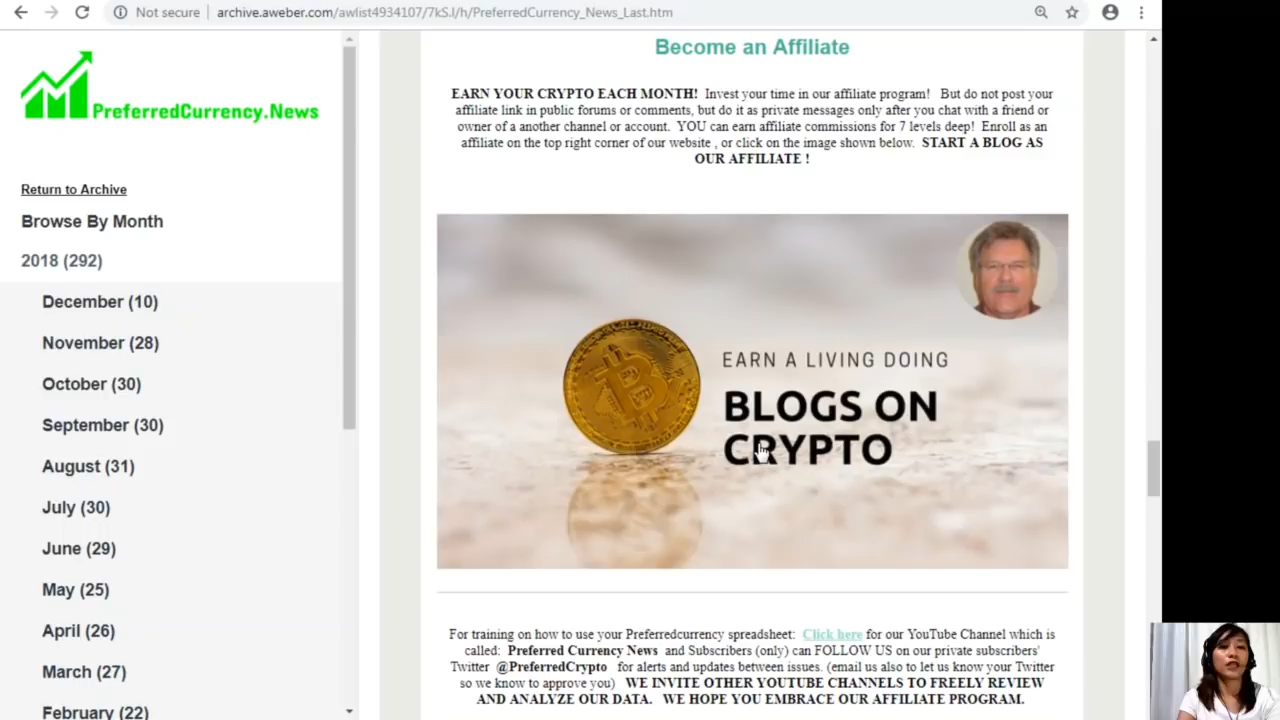 Not secure
archive.aweber.com/awlist4934107/7kS.l/h/PreferredCurrency_News_Last.htm
PreferredCurrency.News
Return to Archive
Browse By Month
2018 (292)
December (10)
November (28)
October (30)
September (30)
August (31)
July (30)
June (29)
May (25)
April (26)
March (27)
February (22)
Become an Affiliate
EARN YOUR CRYPTO EACH MONTH! Invest your time in our affiliate program! But do not post your
affiliate link in public forums or comments, but do it as private messages only after you chat with a friend or
owner of a another channel or account. YOU can earn affiliate commissions for 7 levels deep! Enroll as an
affiliate on the top right corner of our website , or click on the image shown below. START A BLOG AS
OUR AFFILIATE !
EARN A LIVING DOING
BLOGS ON
CRYPTO
For training on how to use your Preferredcurrency spreadsheet: Click here for our YouTube Channel which is
called: Preferred Currency News and Subscribers (only) can FOLLOW US on our private subscribers'
Twitter @PreferredCrypto for alerts and updates between issues. (email us also to let us know your Twitter
so we know to approve you) WE INVITE OTHER YOUTUBE CHANNELS TO FREELY REVIEW
AND ANALYZE OUR DATA. WE HOPE YOU EMBRACE OUR AFFILIATE PROGRAM.